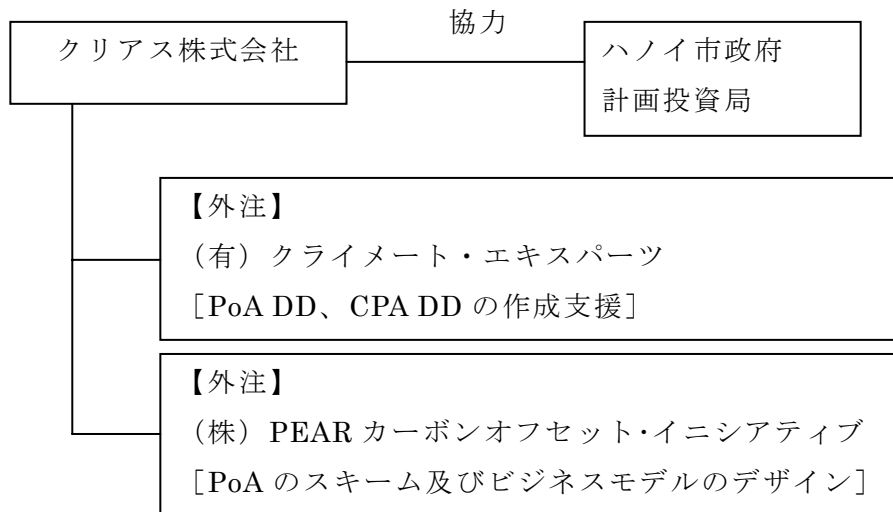 協力
クリアス株式会社
ハノイ市政府
計画投資局
【外注】
（有）クライメート・エキスパーツ
［PoA DD、CPA DD の作成支援］
【外注】
（株）PEAR カーボンオフセット・イニシアティブ
［PoA のスキーム及びビジネスモデルのデザイン］